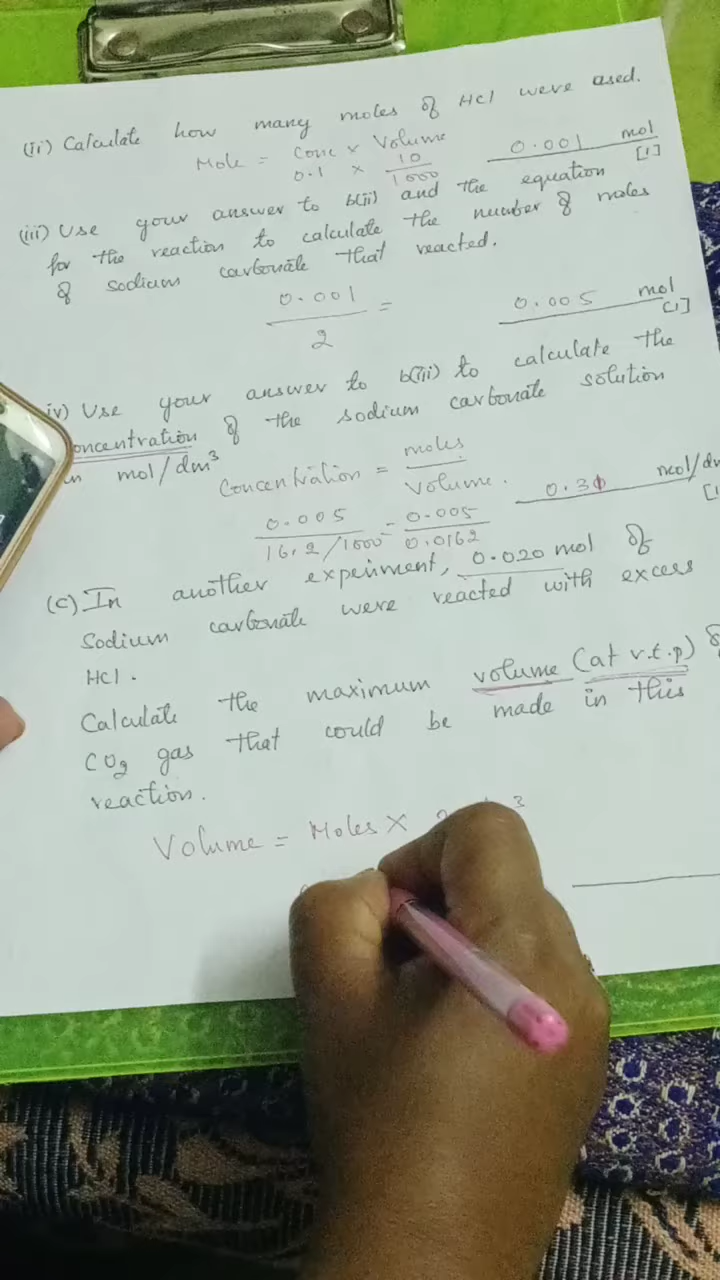 (ii) Calculate how many moles of HCl were used.
Mole = Conc x Volume
0.1 x 10/1000 0.001 mol
[1]
(iii) Use your answer to b(ii) and the equation
for the reaction to calculate the number of moles
of sodium carbonate that reacted.
0.001/2 = 0.005 mol
[1]
iv) Use your answer to b(iii) to calculate the
oncentration of the sodium carbonate solution
in mol/dm³
Concentration = moles/Volume.
0.005/16.2/1000 = 0.005/0.0162 0.31 mol/dm
[1
(c) In another experiment, 0.020 mol of
Sodium carbonate were reacted with excess
HCl.
Calculate the maximum volume (at r.t.p) of
CO₂ gas that could be made in this
reaction.
Volume = Moles X 3